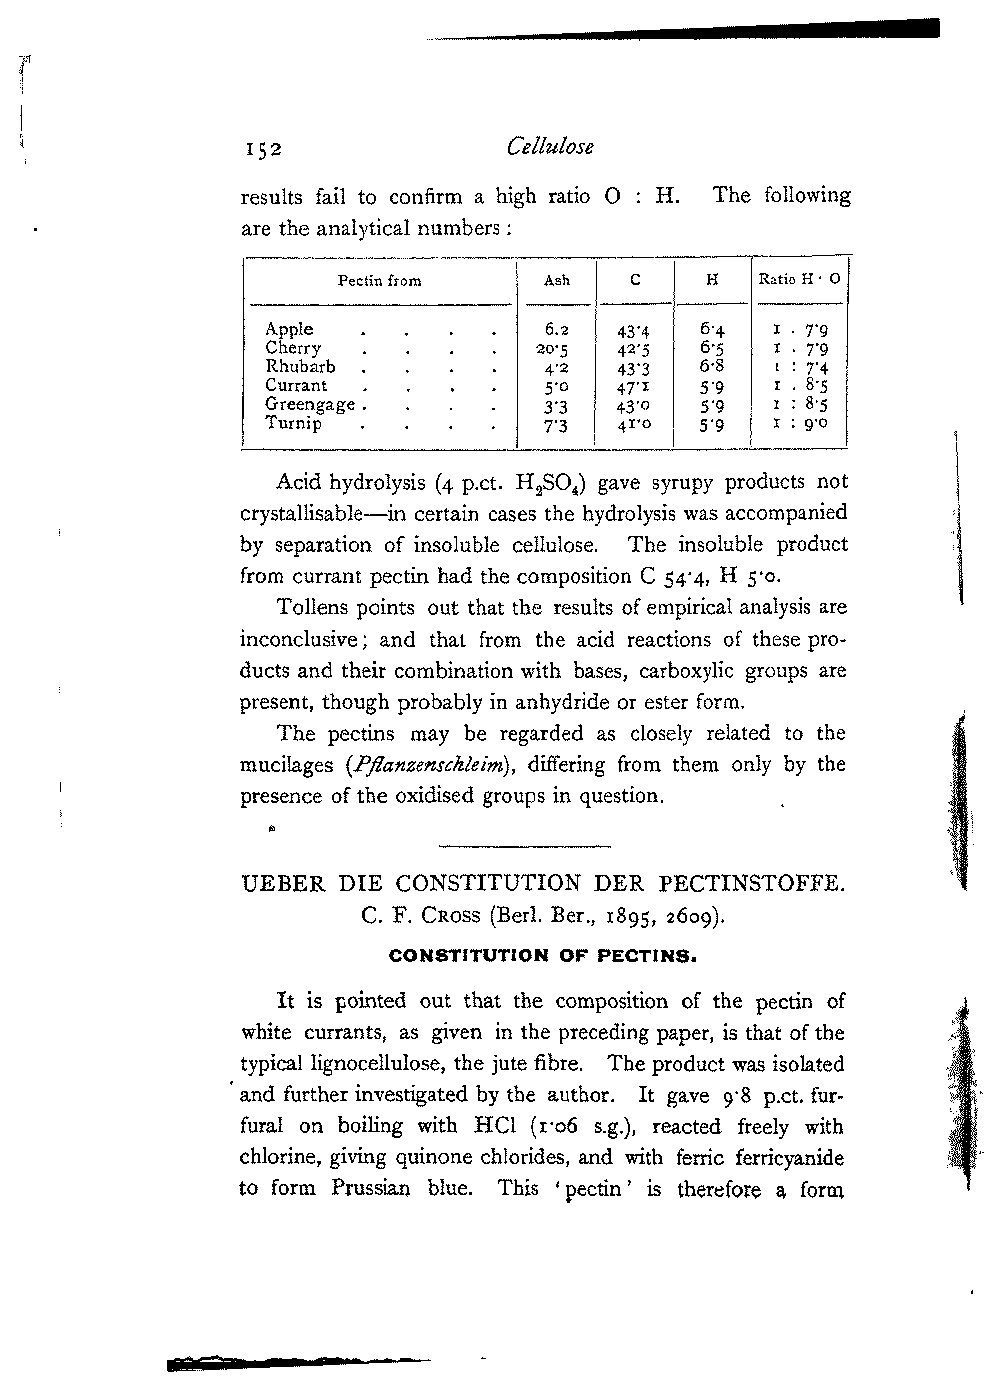 152 Cellulose
results fail to confirm a high ratio O : H. The following
are the analytical numbers :
Pectin from Ash C H Ratio H · O
Apple . . . . 6.2 43·4 6·4 1 . 7·9
Cherry . . . . 20·5 42·5 6·5 1 . 7·9
Rhubarb . . . . 4·2 43·3 6·8 1 : 7·4
Currant . . . . 5·0 47·1 5·9 1 . 8·5
Greengage . . . . 3·3 43·0 5·9 1 : 8·5
Turnip . . . . 7·3 41·0 5·9 1 : 9·0
Acid hydrolysis (4 p.ct. H₂SO₄) gave syrupy products not
crystallisable—in certain cases the hydrolysis was accompanied
by separation of insoluble cellulose. The insoluble product
from currant pectin had the composition C 54·4, H 5·0.
Tollens points out that the results of empirical analysis are
inconclusive; and that from the acid reactions of these pro-
ducts and their combination with bases, carboxylic groups are
present, though probably in anhydride or ester form.
The pectins may be regarded as closely related to the
mucilages (Pflanzenschleim), differing from them only by the
presence of the oxidised groups in question.
UEBER DIE CONSTITUTION DER PECTINSTOFFE.
C. F. CROSS (Berl. Ber., 1895, 2609).
CONSTITUTION OF PECTINS.
It is pointed out that the composition of the pectin of
white currants, as given in the preceding paper, is that of the
typical lignocellulose, the jute fibre. The product was isolated
and further investigated by the author. It gave 9·8 p.ct. fur-
fural on boiling with HCl (1·06 s.g.), reacted freely with
chlorine, giving quinone chlorides, and with ferric ferricyanide
to form Prussian blue. This ‘pectin’ is therefore a form